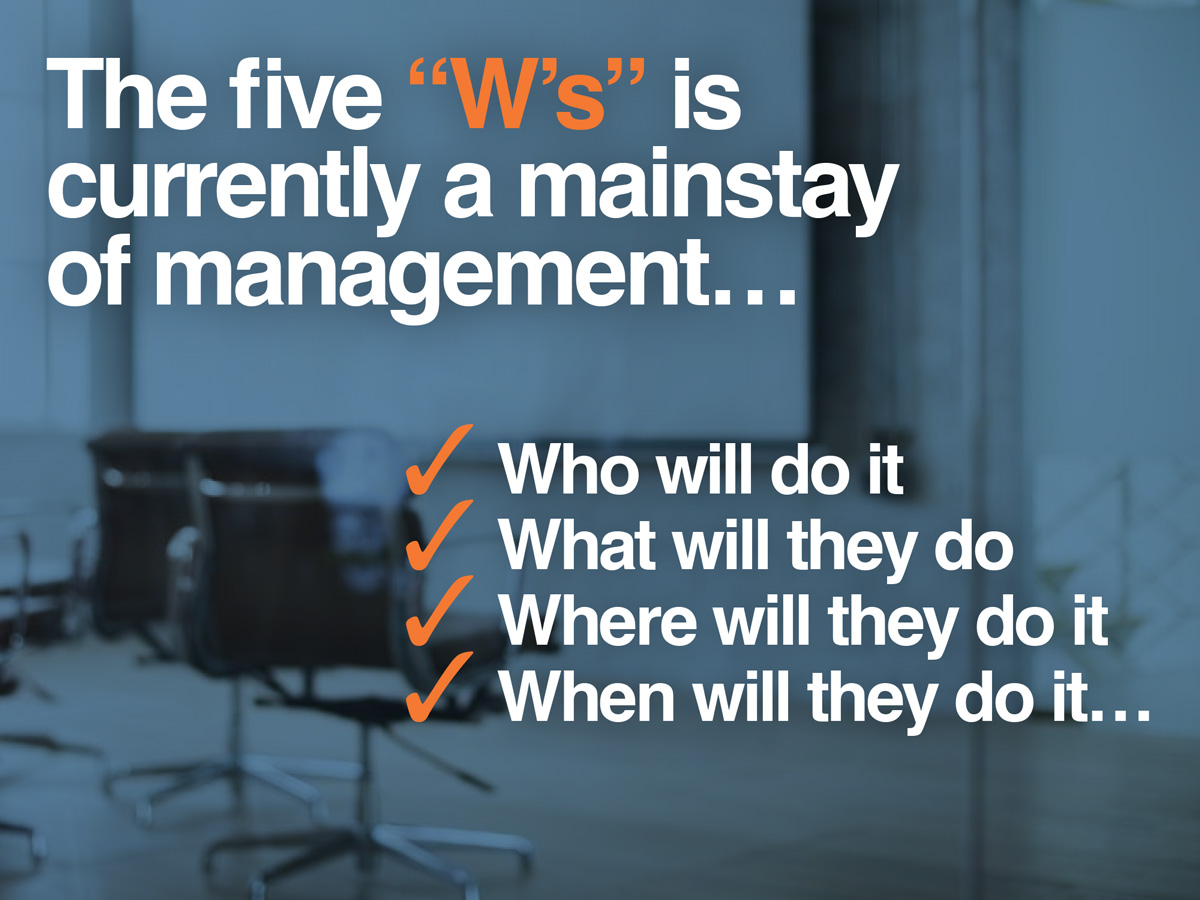 The five “W’s” is
currently a mainstay
of management…
✓ Who will do it
✓ What will they do
✓ Where will they do it
✓ When will they do it…